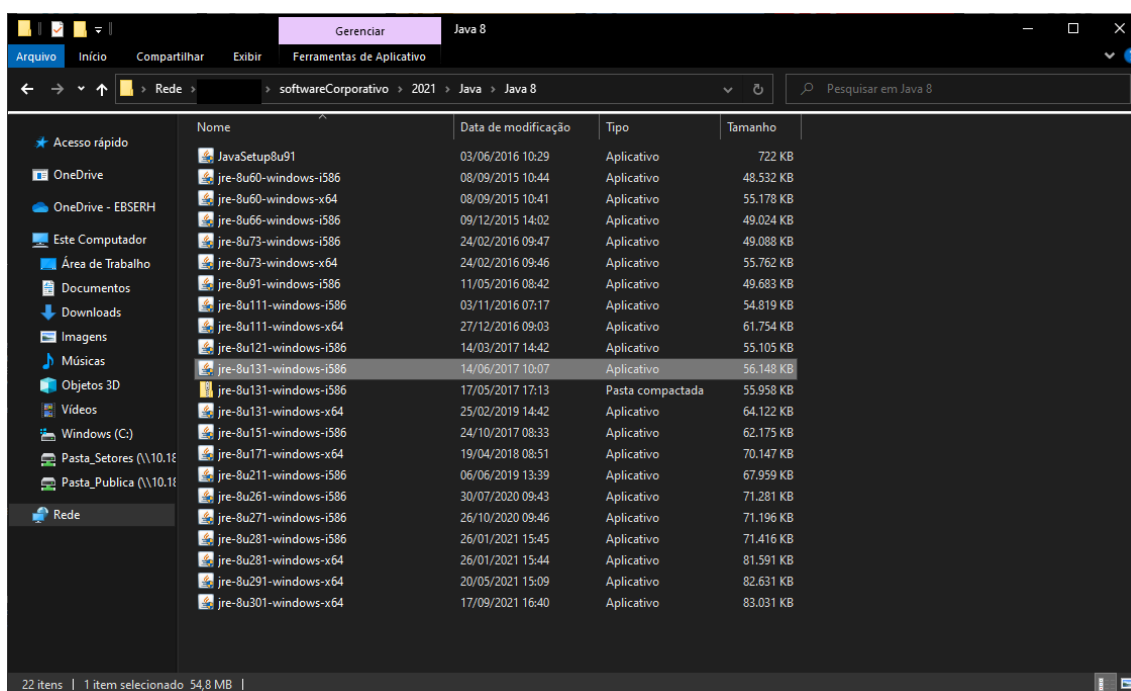 Gerenciar Java 8
Arquivo Início Compartilhar Exibir Ferramentas de Aplicativo
Rede > softwareCorporativo > 2021 > Java > Java 8 Pesquisar em Java 8
Acesso rápido
OneDrive
OneDrive - EBSERH
Este Computador
Área de Trabalho
Documentos
Downloads
Imagens
Músicas
Objetos 3D
Vídeos
Windows (C:)
Pasta_Setores (\\10.18
Pasta_Publica (\\10.18
Rede
Nome Data de modificação Tipo Tamanho
JavaSetup8u91 03/06/2016 10:29 Aplicativo 722 KB
jre-8u60-windows-i586 08/09/2015 10:44 Aplicativo 48.532 KB
jre-8u60-windows-x64 08/09/2015 10:41 Aplicativo 55.178 KB
jre-8u66-windows-i586 09/12/2015 14:02 Aplicativo 49.024 KB
jre-8u73-windows-i586 24/02/2016 09:47 Aplicativo 49.088 KB
jre-8u73-windows-x64 24/02/2016 09:46 Aplicativo 55.762 KB
jre-8u91-windows-i586 11/05/2016 08:42 Aplicativo 49.683 KB
jre-8u111-windows-i586 03/11/2016 07:17 Aplicativo 54.819 KB
jre-8u111-windows-x64 27/12/2016 09:03 Aplicativo 61.754 KB
jre-8u121-windows-i586 14/03/2017 14:42 Aplicativo 55.105 KB
jre-8u131-windows-i586 14/06/2017 10:07 Aplicativo 56.148 KB
jre-8u131-windows-i586 17/05/2017 17:13 Pasta compactada 55.958 KB
jre-8u131-windows-x64 25/02/2019 14:42 Aplicativo 64.122 KB
jre-8u151-windows-i586 24/10/2017 08:33 Aplicativo 62.175 KB
jre-8u171-windows-x64 19/04/2018 08:51 Aplicativo 70.147 KB
jre-8u211-windows-i586 06/06/2019 13:39 Aplicativo 67.959 KB
jre-8u261-windows-i586 30/07/2020 09:43 Aplicativo 71.281 KB
jre-8u271-windows-i586 26/10/2020 09:46 Aplicativo 71.196 KB
jre-8u281-windows-i586 26/01/2021 15:45 Aplicativo 71.416 KB
jre-8u281-windows-x64 26/01/2021 15:44 Aplicativo 81.591 KB
jre-8u291-windows-x64 20/05/2021 15:09 Aplicativo 82.631 KB
jre-8u301-windows-x64 17/09/2021 16:40 Aplicativo 83.031 KB
22 itens | 1 item selecionado 54,8 MB |